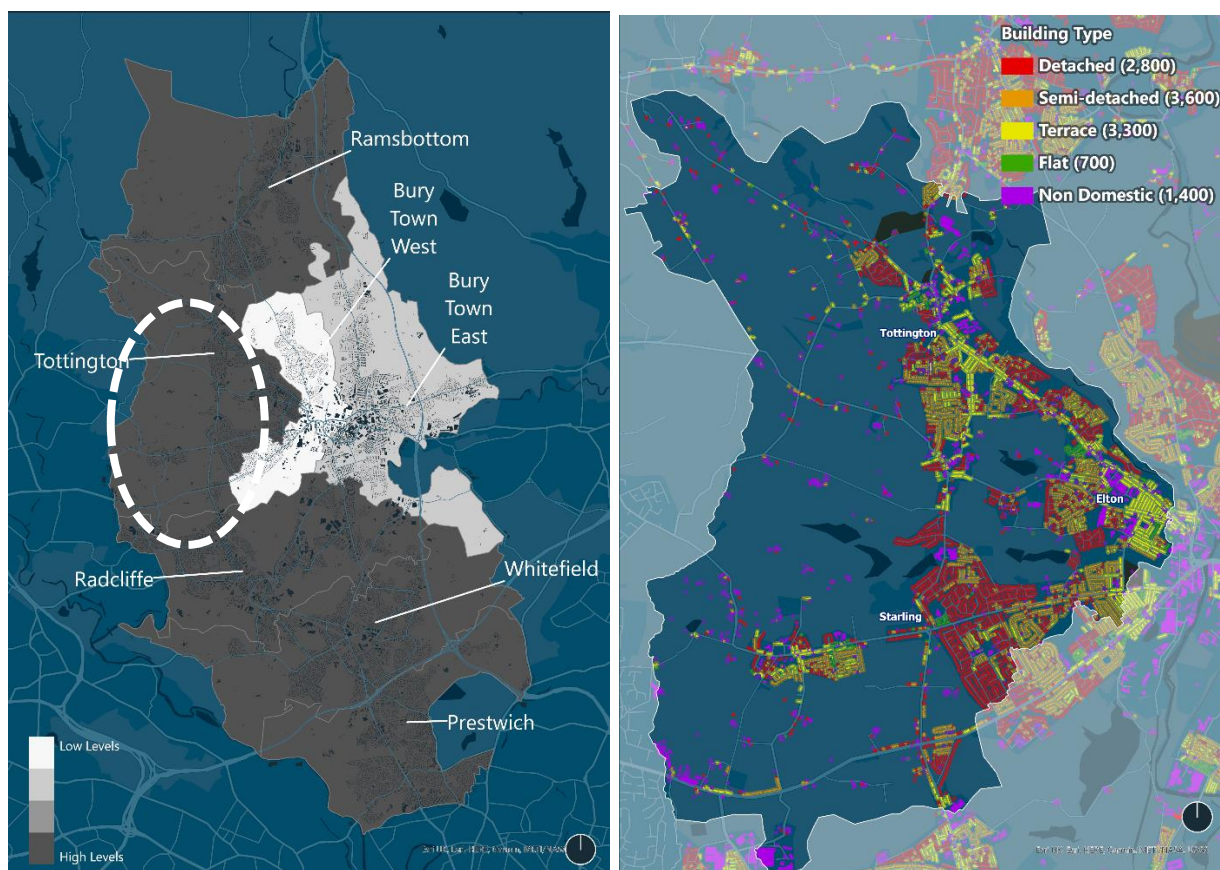 Ramsbottom
Bury
Town
West
Bury
Town
East
Tottington
Radcliffe
Whitefield
Prestwich
Low Levels
High Levels
Building Type
Detached (2,800)
Semi-detached (3,600)
Terrace (3,300)
Flat (700)
Non Domestic (1,400)
Tottington
Elton
Starling